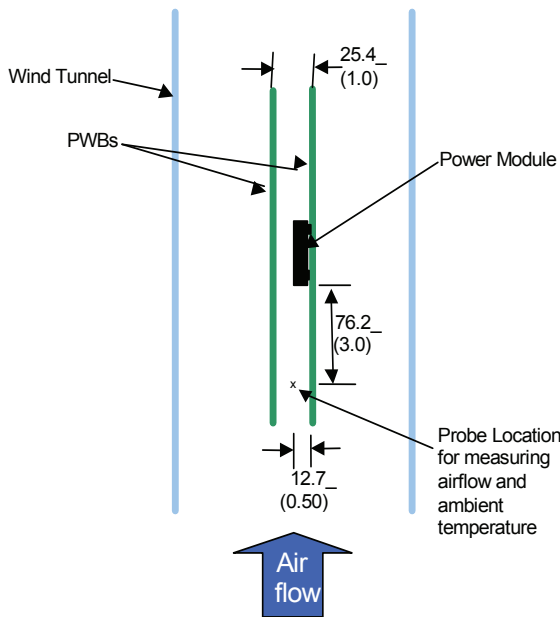 25.4_
(1.0)
Wind Tunnel
PWBs
Power Module
76.2_
(3.0)
x
Probe Location
for measuring
airflow and
ambient
temperature
12.7_
(0.50)
Air
flow